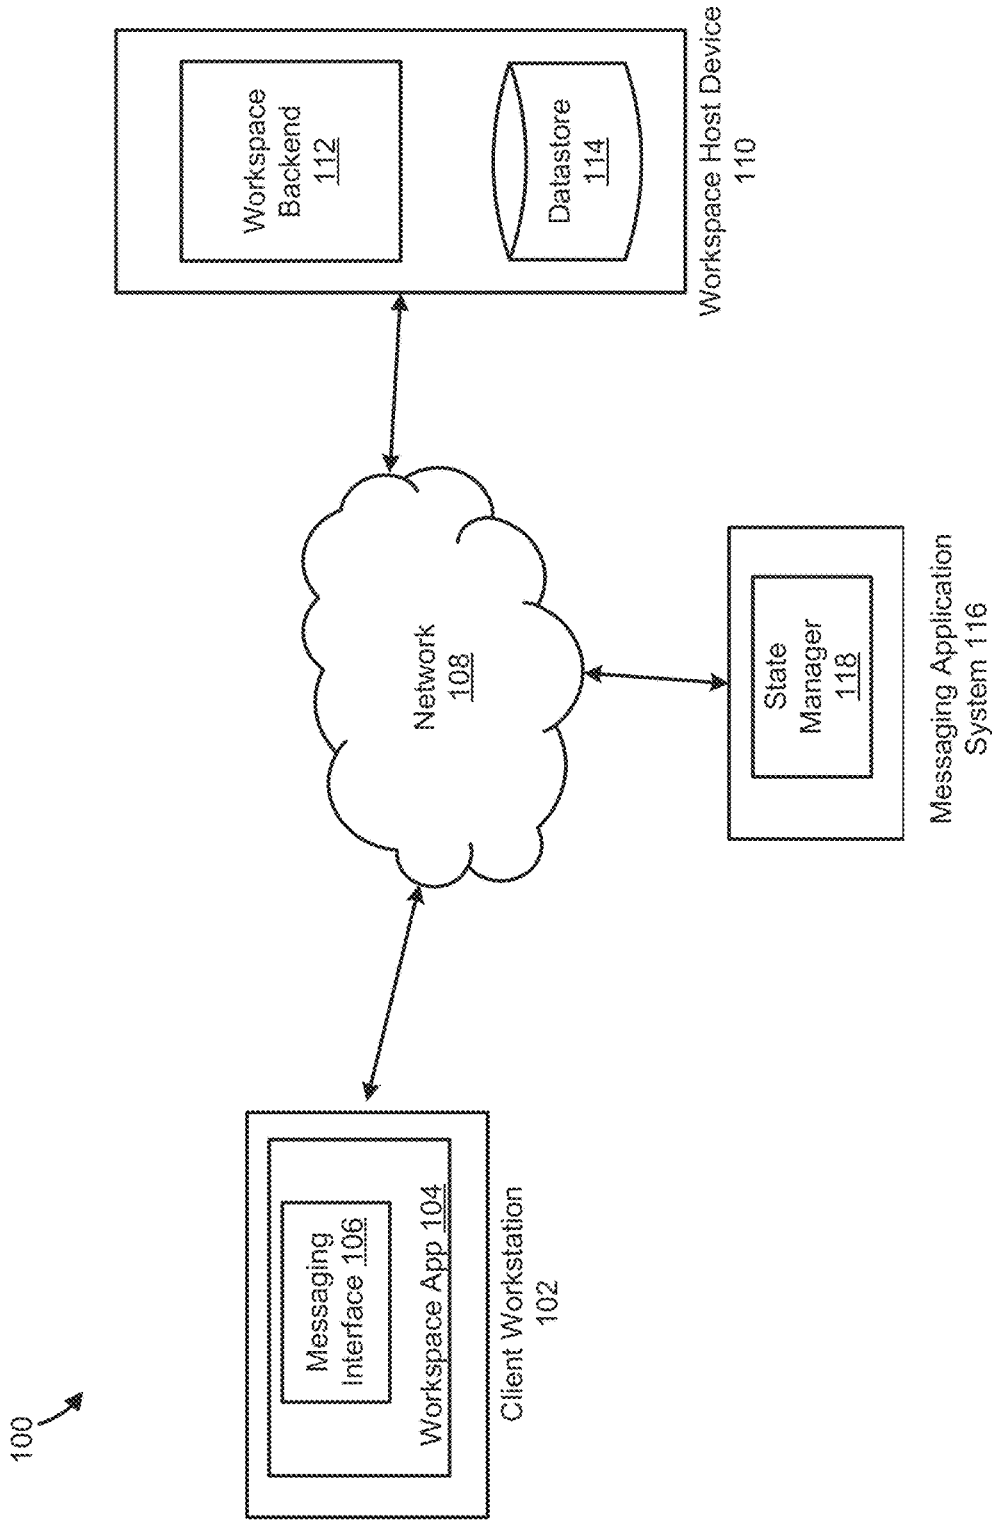 100
Messaging
Interface 106
Workspace App 104
Client Workstation
102
Network
108
Workspace
Backend
112
Datastore
114
Workspace Host Device
110
State
Manager
118
Messaging Application
System 116